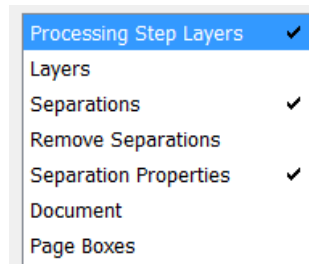 Processing Step Layers ✓
Layers
Separations ✓
Remove Separations
Separation Properties ✓
Document
Page Boxes